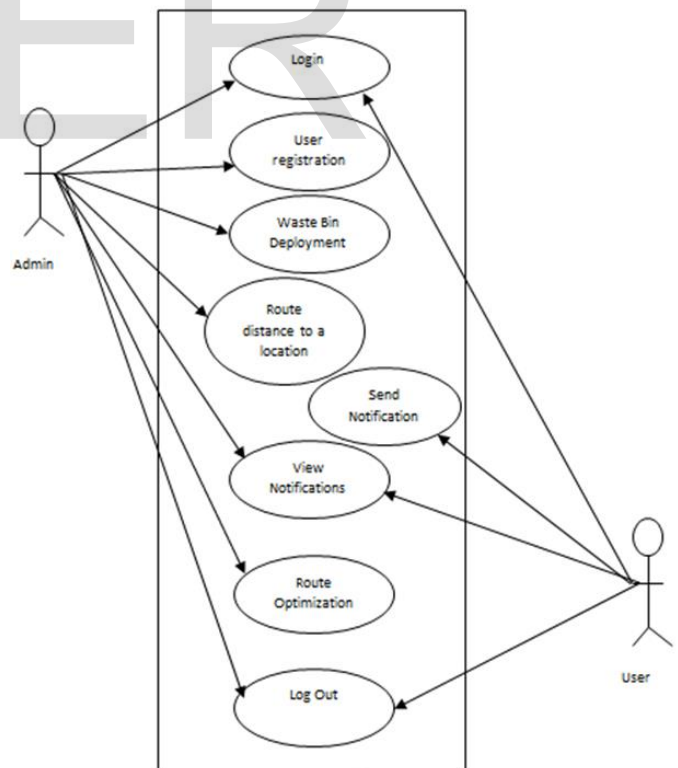 ER
Login
User
registration
Waste Bin
Deployment
Route
distance to a
location
Send
Notification
View
Notifications
Route
Optimization
Log Out
Admin
User